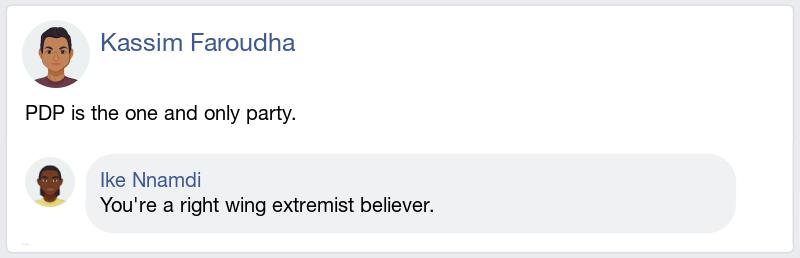 Kassim Faroudha
PDP is the one and only party.
Ike Nnamdi
You're a right wing extremist believer.